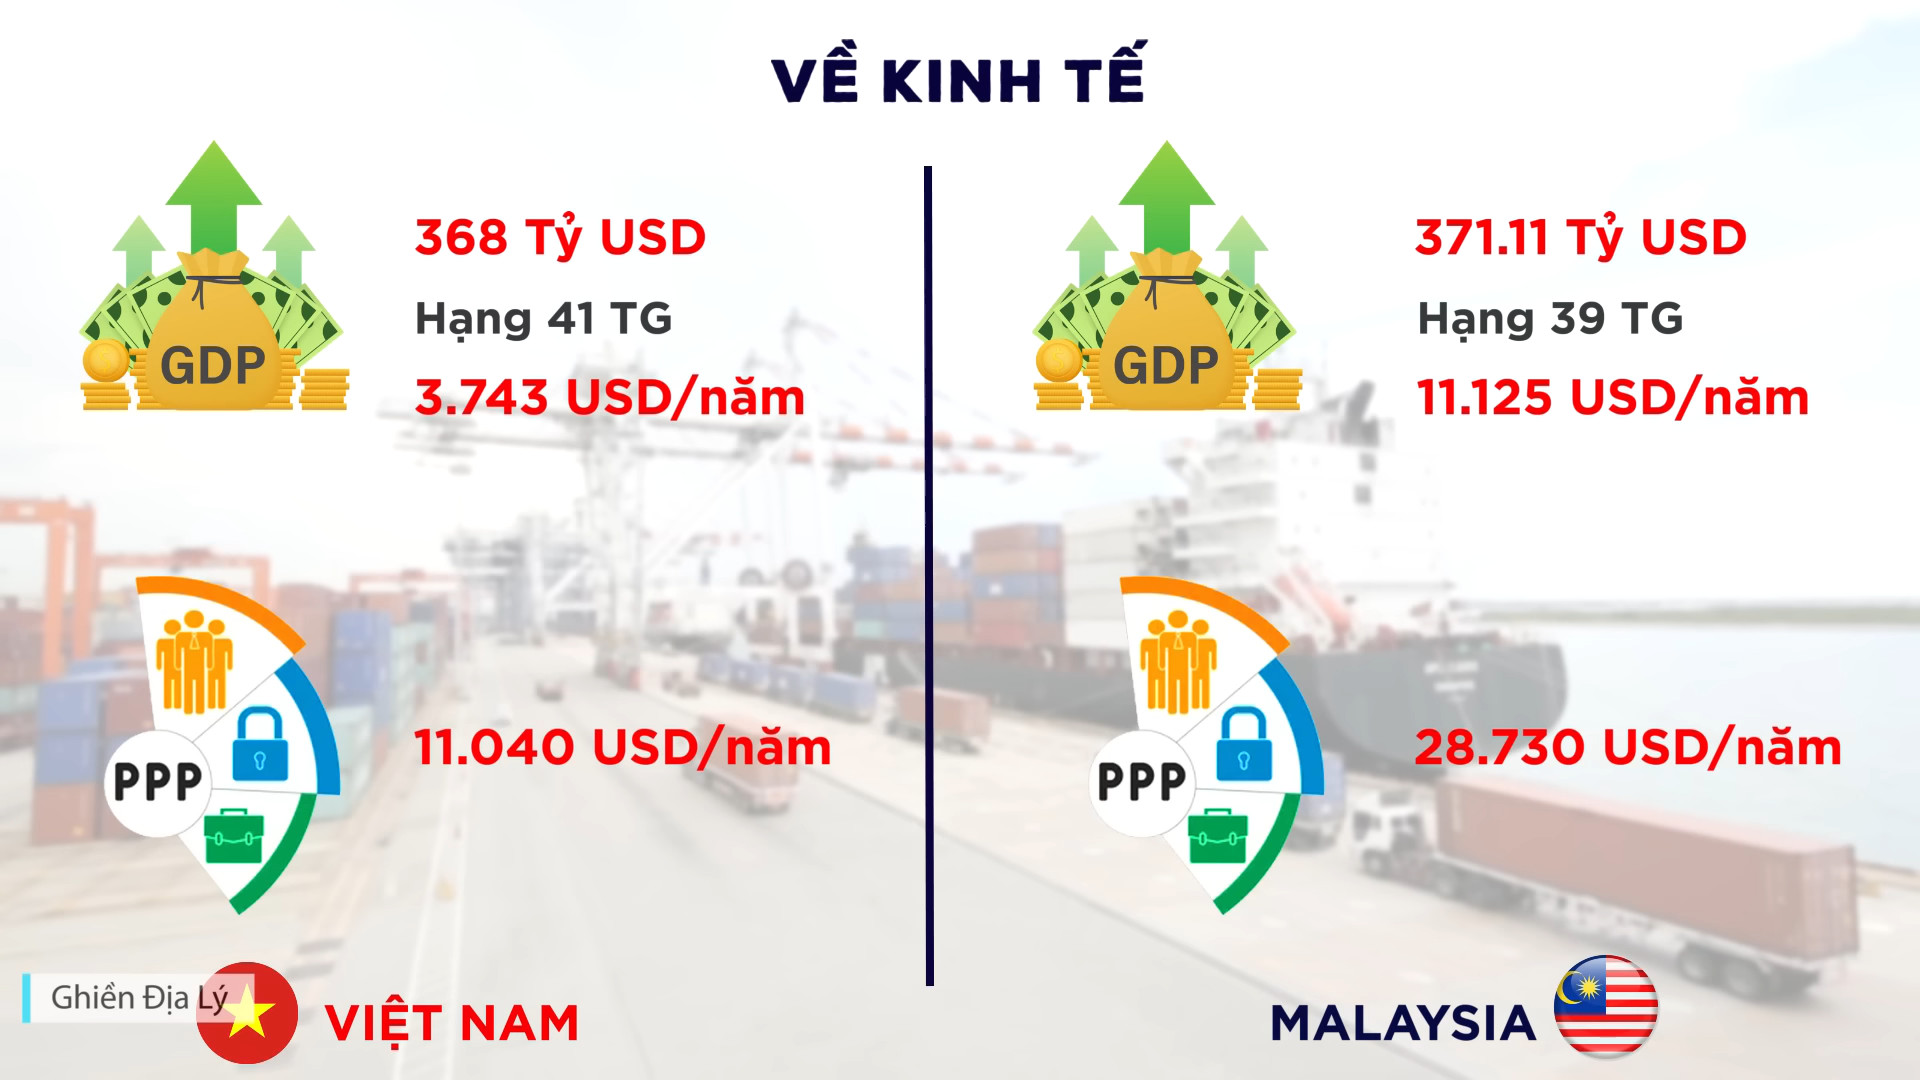 VỀ KINH TẾ
GDP
368 Tỷ USD
Hạng 41 TG
3.743 USD/năm
PPP
11.040 USD/năm
Ghiền Địa Lý
VIỆT NAM
GDP
371.11 Tỷ USD
Hạng 39 TG
11.125 USD/năm
PPP
28.730 USD/năm
MALAYSIA